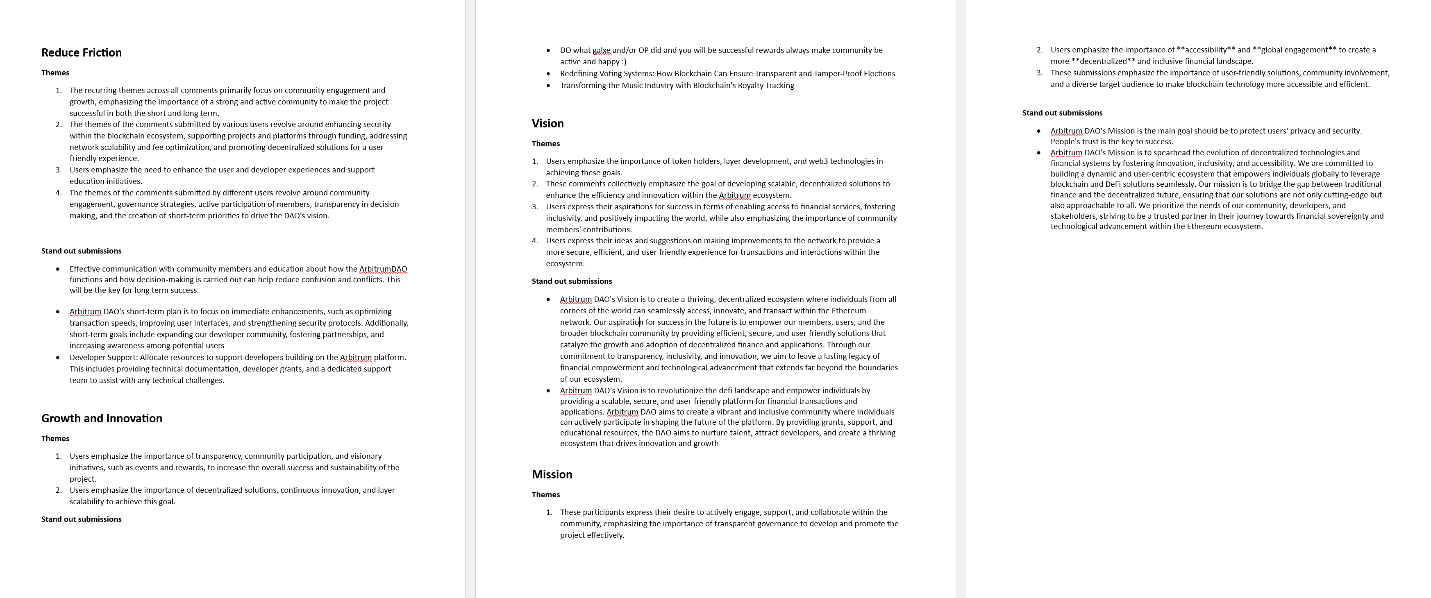 Reduce Friction
Themes
1. The recurring themes across all comments primarily focus on community engagement and
growth, emphasizing the importance of a strong and active community to make the project
successful in both the short and long term.
2. The themes of the comments submitted by various users revolve around enhancing security
within the blockchain ecosystem, supporting projects and platforms through funding, addressing
network scalability and fee optimization, and promoting decentralized solutions for a user
friendly experience.
3. Users emphasize the need to enhance the user and developer experiences and support
education initiatives.
4. The themes of the comments submitted by different users revolve around community
engagement, governance strategies, active participation of members, transparency in decision
making, and the creation of short-term priorities to drive the DAO's vision.
Stand out submissions
• Effective communication with community members and education about how the ArbitrumDAO
functions and how decision-making is carried out can help reduce confusion and conflicts. This
will be the key for long term success.
• Arbitrum DAO's short-term plan is to focus on immediate enhancements, such as optimizing
transaction speeds, improving user interfaces, and strengthening security protocols. Additionally,
short-term goals include expanding our developer community, fostering partnerships, and
increasing awareness among potential users
• Developer Support: Allocate resources to support developers building on the Arbitrum platform.
This includes providing technical documentation, developer grants, and a dedicated support
team to assist with any technical challenges.
Growth and Innovation
Themes
1. Users emphasize the importance of transparency, community participation, and visionary
initiatives, such as events and rewards, to increase the overall success and sustainability of the
project.
2. Users emphasize the importance of decentralized solutions, continuous innovation, and layer
scalability to achieve this goal.
Stand out submissions
• DO what galxe and/or OP did and you will be successful rewards always make community be
active and happy :)
• Redefining Voting Systems: How Blockchain Can Ensure Transparent and Tamper-Proof Elections
• Transforming the Music Industry with Blockchain's Royalty Tracking
Vision
Themes
1. Users emphasize the importance of token holders, layer development, and web3 technologies in
achieving these goals.
2. These comments collectively emphasize the goal of developing scalable, decentralized solutions to
enhance the efficiency and innovation within the Arbitrum ecosystem.
3. Users express their aspirations for success in terms of enabling access to financial services, fostering
inclusivity, and positively impacting the world, while also emphasizing the importance of community
members' contributions.
4. Users express their ideas and suggestions on making improvements to the network to provide a
more secure, efficient, and user friendly experience for transactions and interactions within the
ecosystem.
Stand out submissions
• Arbitrum DAO's Vision is to create a thriving, decentralized ecosystem where individuals from all
corners of the world can seamlessly access, innovate, and transact within the Ethereum
network. Our aspiration for success in the future is to empower our members, users, and the
broader blockchain community by providing efficient, secure, and user friendly solutions that
catalyze the growth and adoption of decentralized finance and applications. Through our
commitment to transparency, inclusivity, and innovation, we aim to leave a lasting legacy of
financial empowerment and technological advancement that extends far beyond the boundaries
of our ecosystem.
• Arbitrum DAO's Vision is to revolutionize the defi landscape and empower individuals by
providing a scalable, secure, and user friendly platform for financial transactions and
applications. Arbitrum DAO aims to create a vibrant and inclusive community where individuals
can actively participate in shaping the future of the platform. By providing grants, support, and
educational resources, the DAO aims to nurture talent, attract developers, and create a thriving
ecosystem that drives innovation and growth
Mission
Themes
1. These participants express their desire to actively engage, support, and collaborate within the
community, emphasizing the importance of transparent governance to develop and promote the
project effectively.
2. Users emphasize the importance of **accessibility** and **global engagement** to create a
more **decentralized** and inclusive financial landscape.
3. These submissions emphasize the importance of user-friendly solutions, community involvement,
and a diverse target audience to make blockchain technology more accessible and efficient.
Stand out submissions
• Arbitrum DAO's Mission is the main goal should be to protect users' privacy and security.
People's trust is the key to success.
• Arbitrum DAO's Mission is to spearhead the evolution of decentralized technologies and
financial systems by fostering innovation, inclusivity, and accessibility. We are committed to
building a dynamic and user-centric ecosystem that empowers individuals globally to leverage
blockchain and DeFi solutions seamlessly. Our mission is to bridge the gap between traditional
finance and the decentralized future, ensuring that our solutions are not only cutting-edge but
also approachable to all. We prioritize the needs of our community, developers, and
stakeholders, striving to be a trusted partner in their journey towards financial sovereignty and
technological advancement within the Ethereum ecosystem.